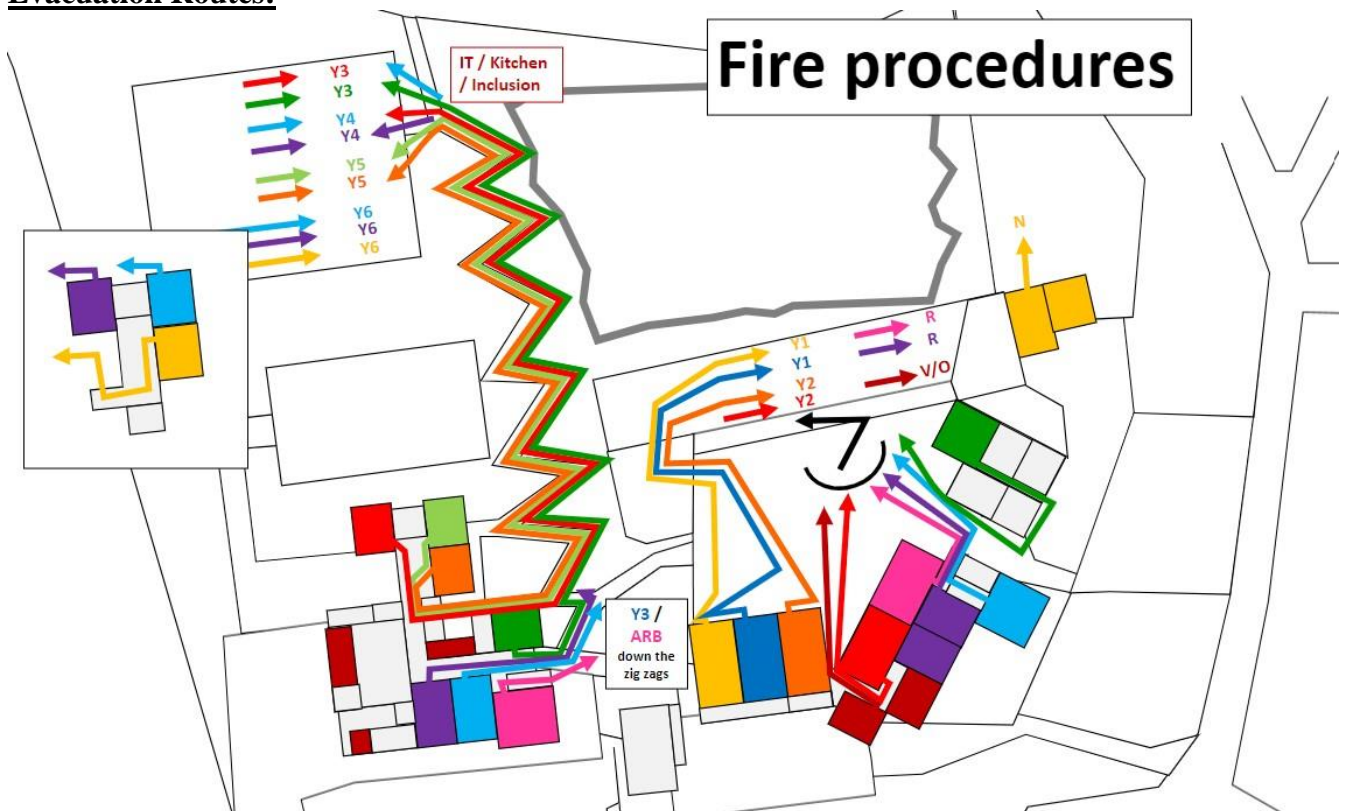 Evacuation Routes:
Fire procedures
IT / Kitchen
/ Inclusion
Y3
Y3
Y4
Y4
Y5
Y5
Y6
Y6
Y6
N
R
R
V/O
Y1
Y1
Y2
Y2
Y3 /
ARB
down the
zig zags